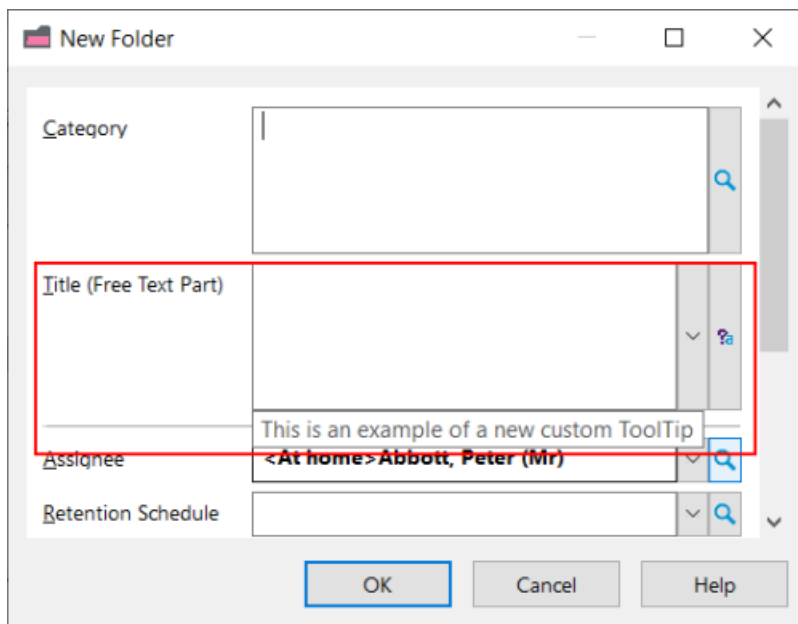 New Folder
Category
Title (Free Text Part)
This is an example of a new custom ToolTip
Assignee
<At home>Abbott, Peter (Mr)
Retention Schedule
OK
Cancel
Help